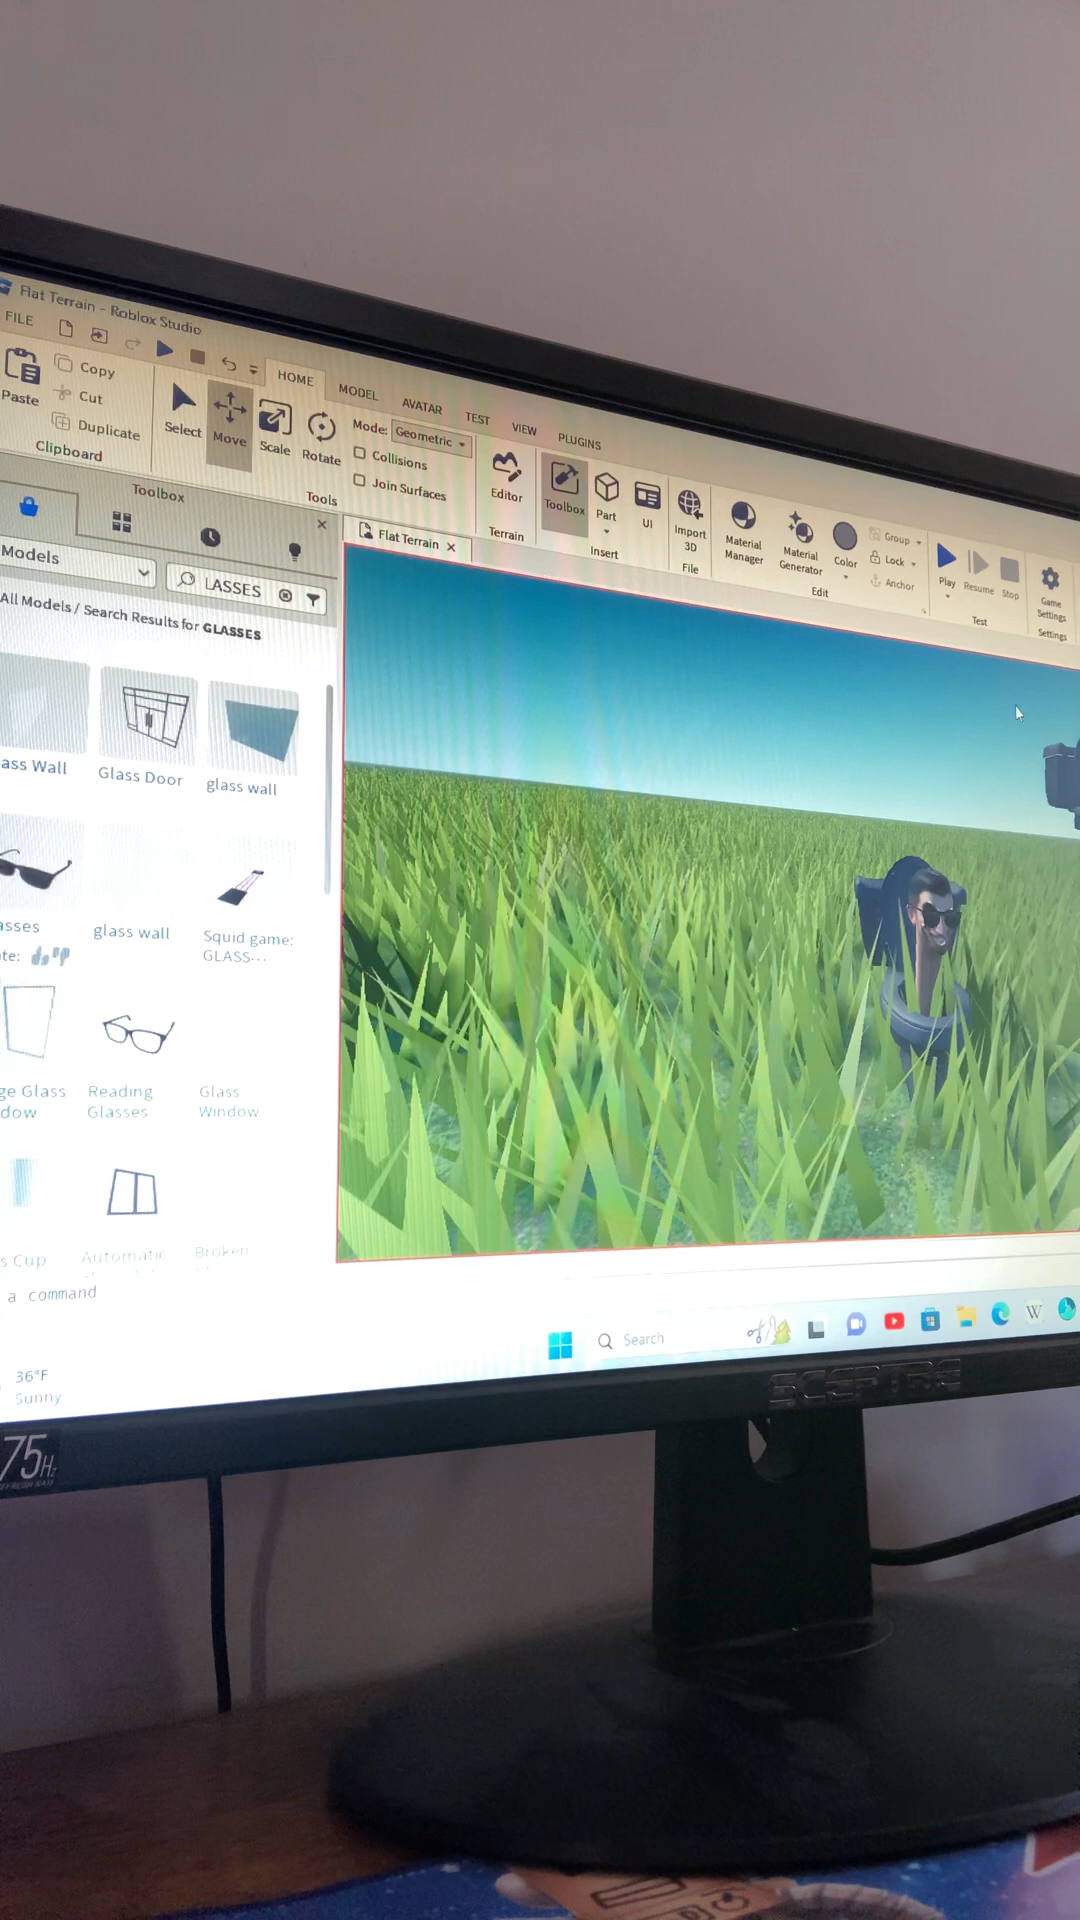 Flat Terrain - Roblox Studio
FILE
HOME
MODEL
AVATAR
TEST
VIEW
PLUGINS
Paste
Copy
Cut
Duplicate
Clipboard
Select
Move
Scale
Rotate
Mode: Geometric
Collisions
Join Surfaces
Tools
Editor
Terrain
Toolbox
Part
UI
Insert
Import
3D
File
Material
Manager
Material
Generator
Color
Group
Lock
Anchor
Edit
Play
Resume
Stop
Test
Game
Settings
Settings
Toolbox
Flat Terrain
Models
LASSES
All Models / Search Results for GLASSES
ass Wall
Glass Door
glass wall
asses
te:
glass wall
Squid game:
GLASS...
ge Glass
dow
Reading
Glasses
Glass
Window
s Cup
Automatic
Broken
a command
36°F
Sunny
Search
W
SCEPTRE
75Hz